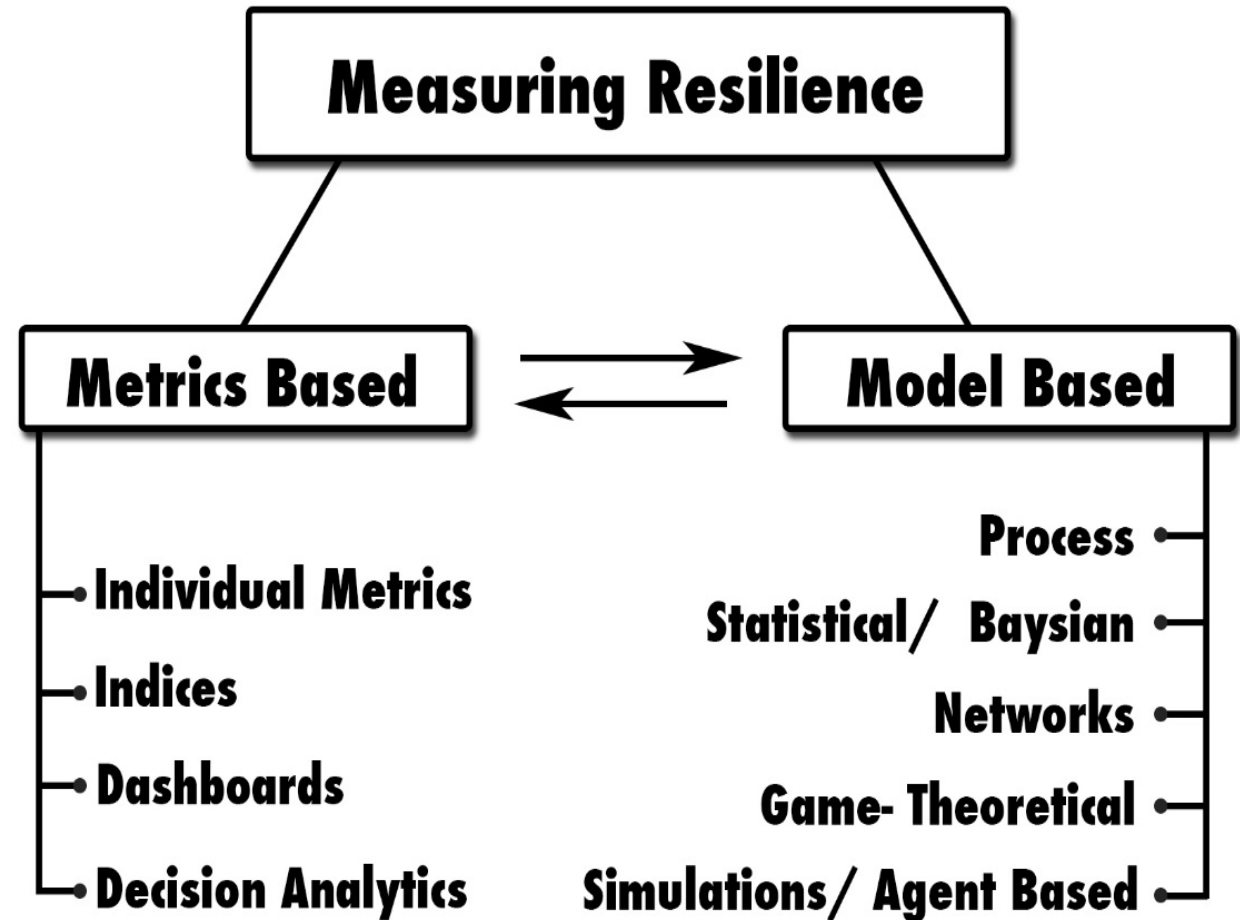 Measuring Resilience
Metrics Based
Model Based
Individual Metrics
Indices
Dashboards
Decision Analytics
Process
Statistical/ Baysian
Networks
Game- Theoretical
Simulations/ Agent Based